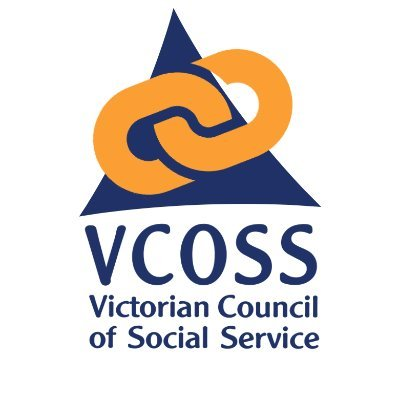 VCOSS
Victorian Council
of Social Service